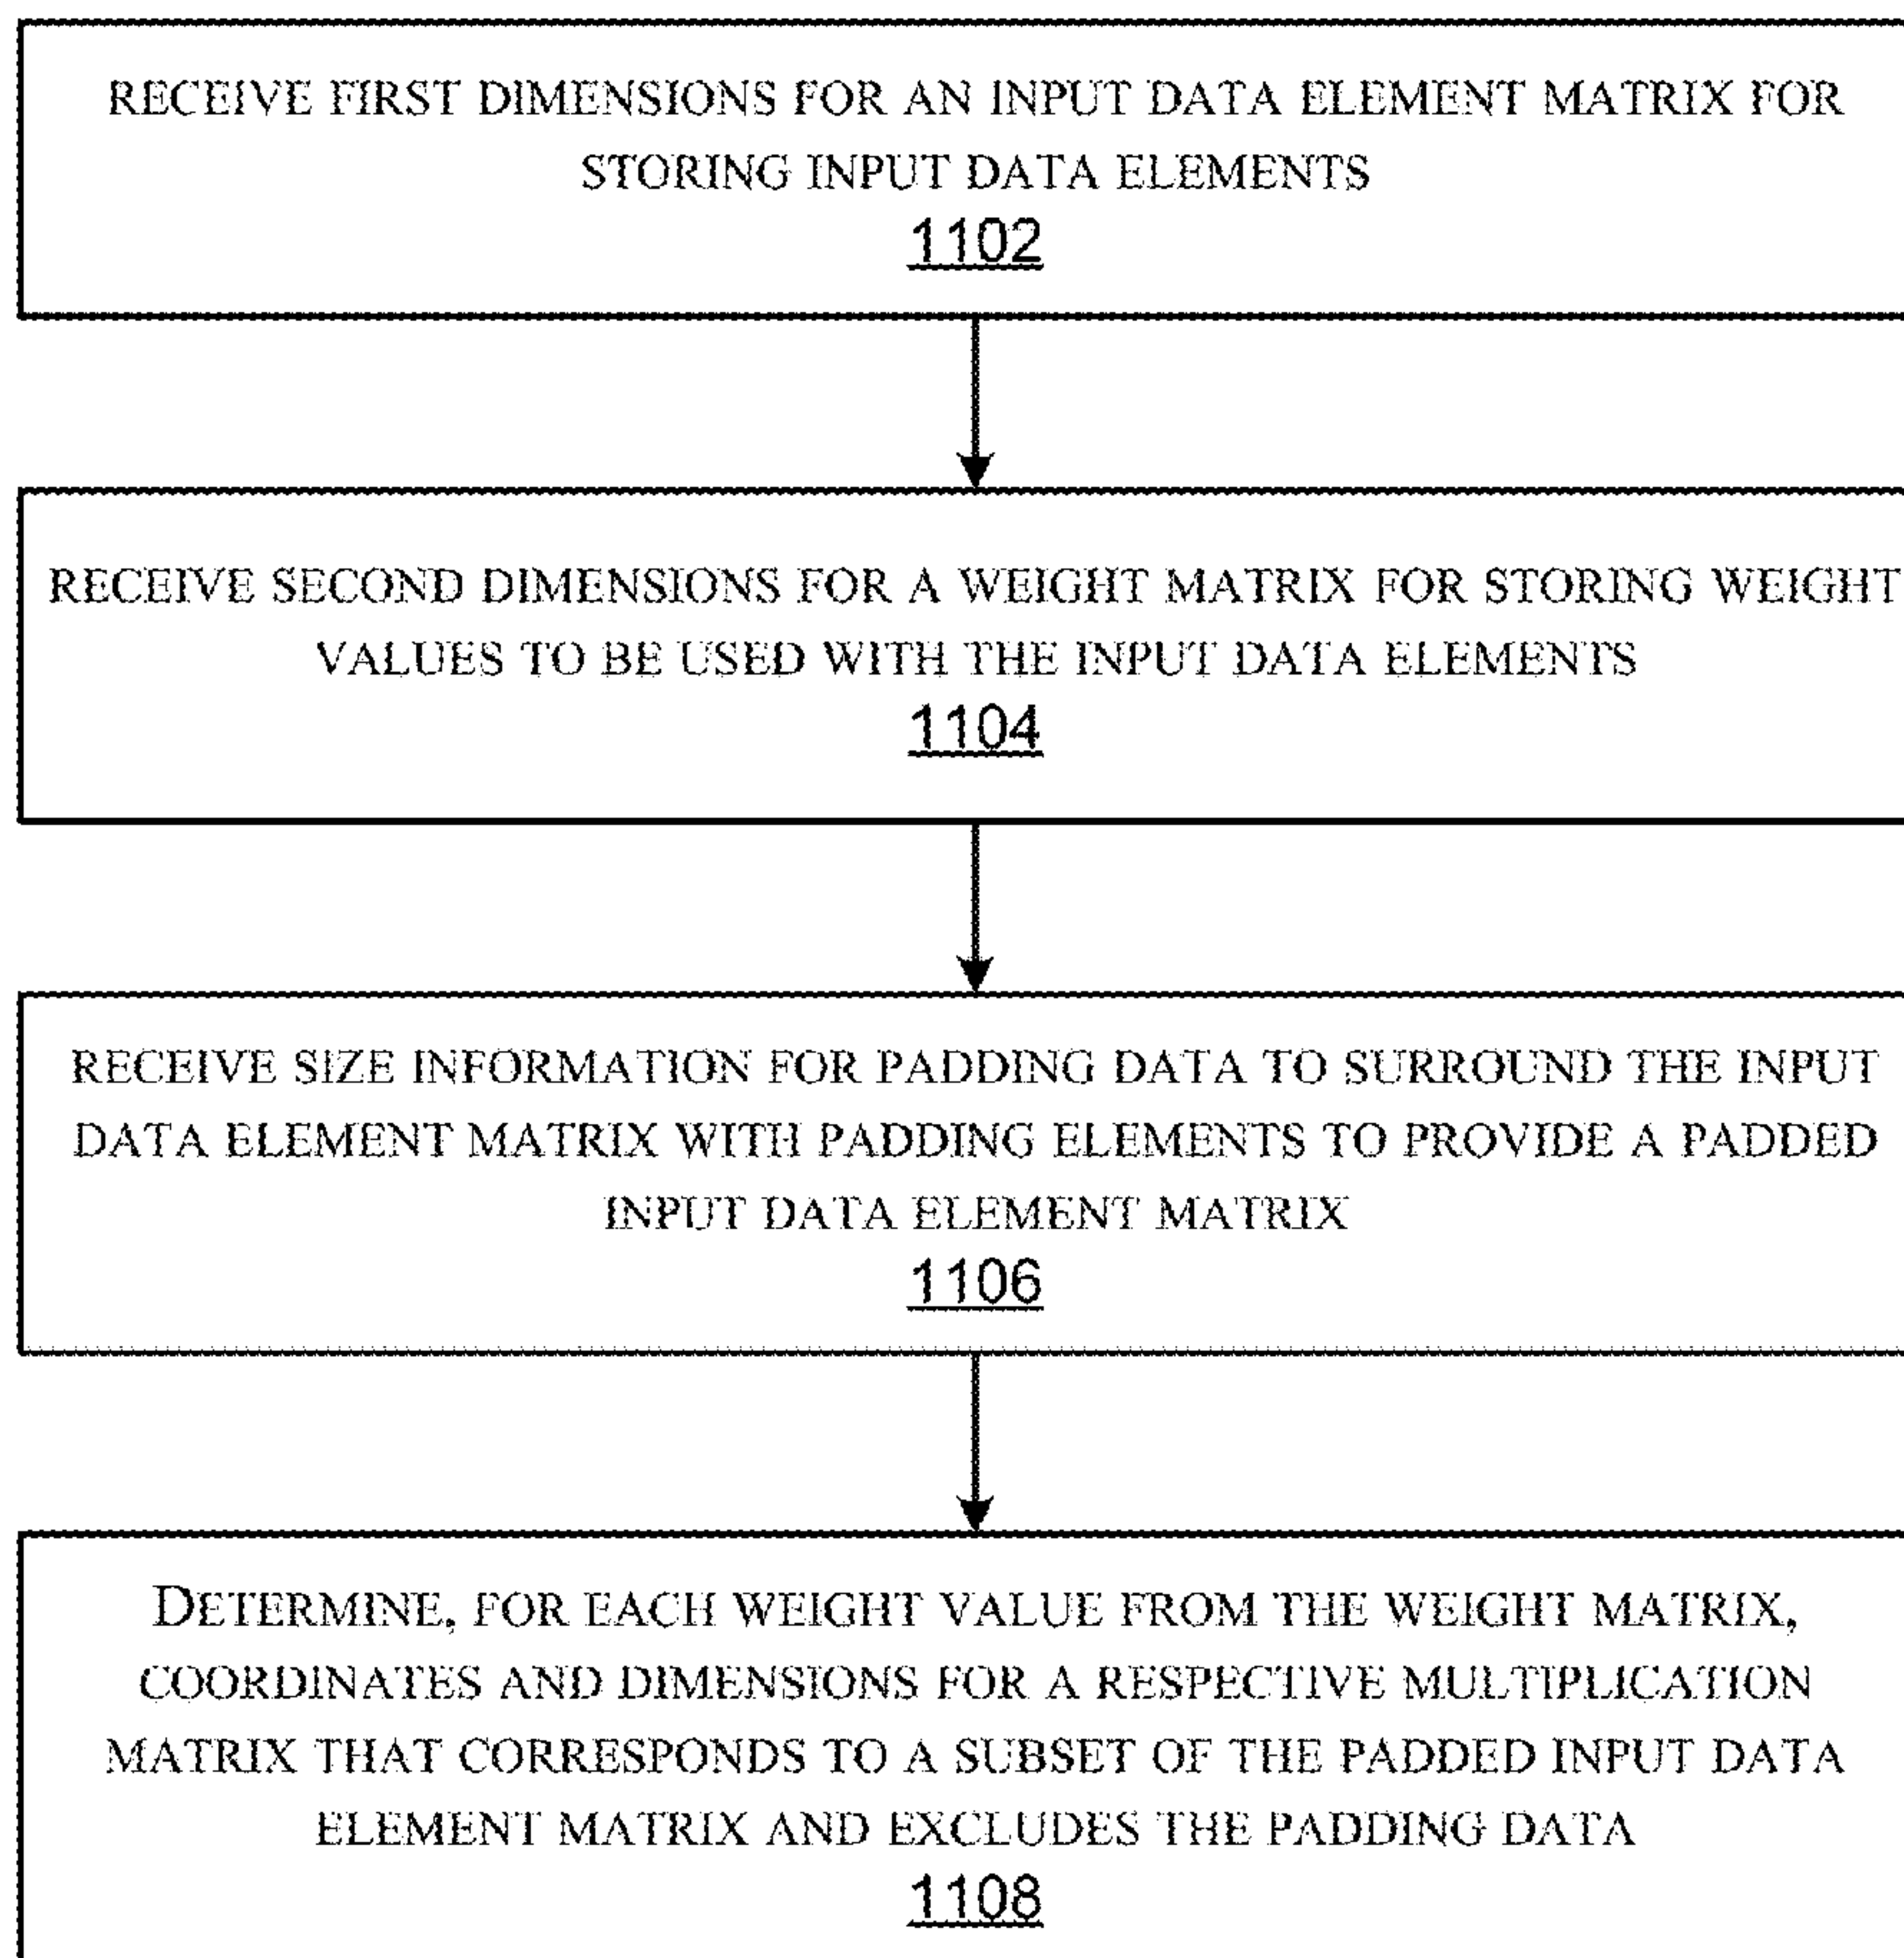 RECEIVE FIRST DIMENSIONS FOR AN INPUT DATA ELEMENT MATRIX FOR
STORING INPUT DATA ELEMENTS
1102
RECEIVE SECOND DIMENSIONS FOR A WEIGHT MATRIX FOR STORING WEIGHT
VALUES TO BE USED WITH THE INPUT DATA ELEMENTS
1104
RECEIVE SIZE INFORMATION FOR PADDING DATA TO SURROUND THE INPUT
DATA ELEMENT MATRIX WITH PADDING ELEMENTS TO PROVIDE A PADDED
INPUT DATA ELEMENT MATRIX
1106
DETERMINE, FOR EACH WEIGHT VALUE FROM THE WEIGHT MATRIX,
COORDINATES AND DIMENSIONS FOR A RESPECTIVE MULTIPLICATION
MATRIX THAT CORRESPONDS TO A SUBSET OF THE PADDED INPUT DATA
ELEMENT MATRIX AND EXCLUDES THE PADDING DATA
1108